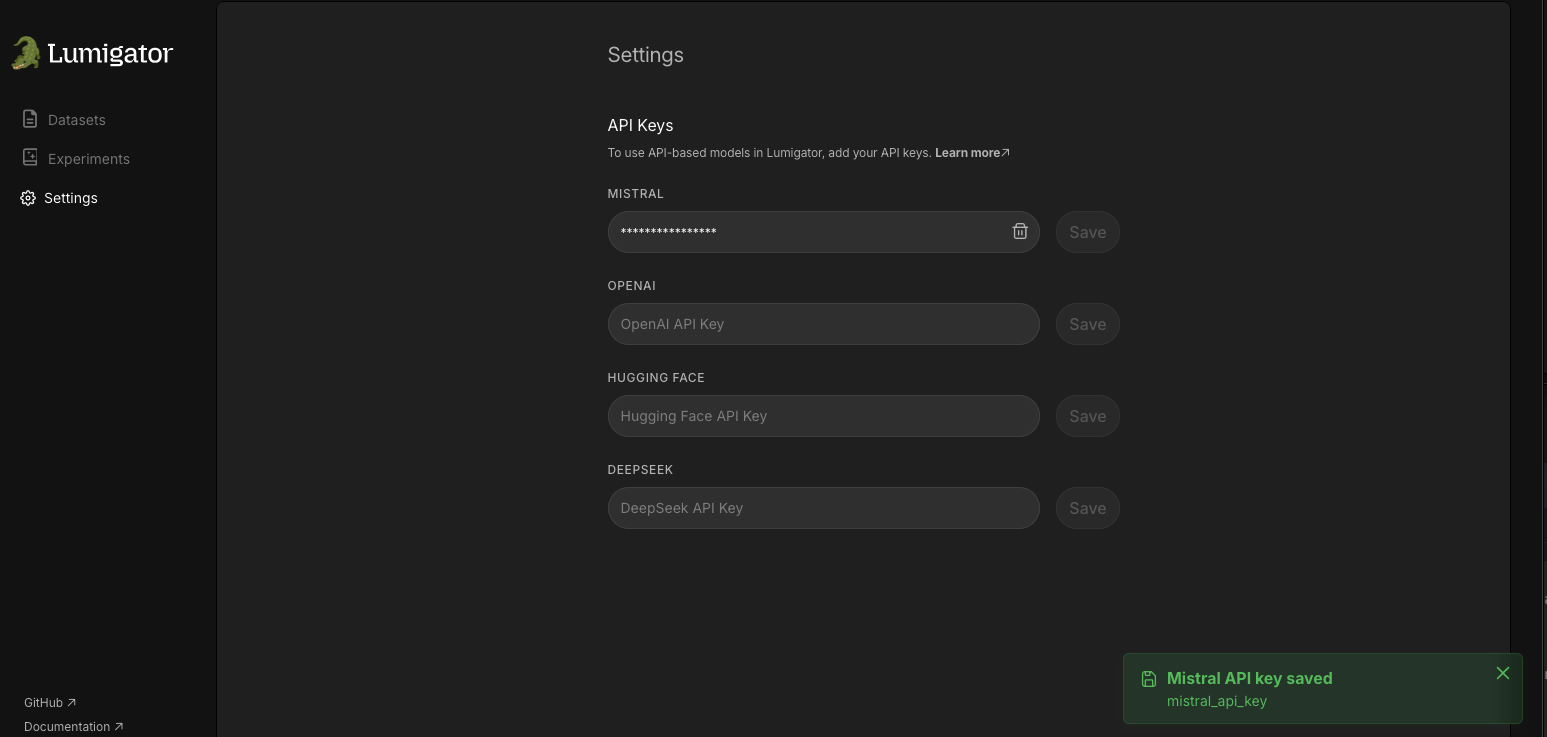 Lumigator
Datasets
Experiments
Settings
GitHub ↗
Documentation ↗
Settings
API Keys
To use API-based models in Lumigator, add your API keys. Learn more↗
MISTRAL
****************
Save
OPENAI
OpenAI API Key
Save
HUGGING FACE
Hugging Face API Key
Save
DEEPSEEK
DeepSeek API Key
Save
Mistral API key saved
mistral_api_key